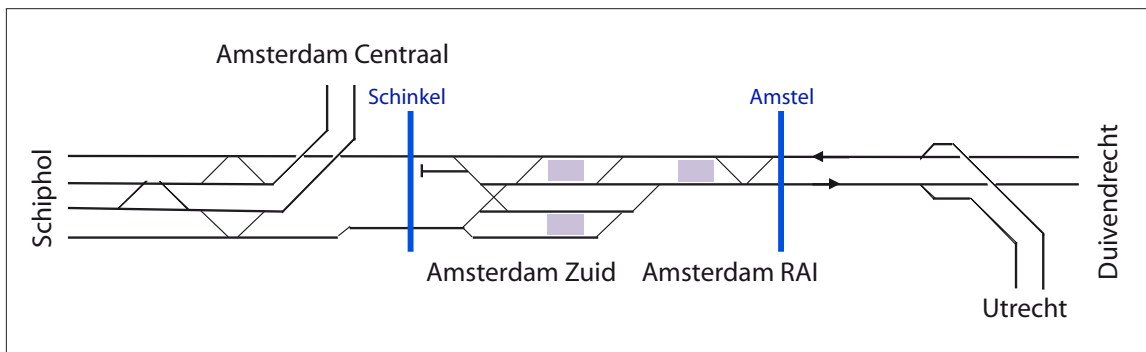 Amsterdam Centraal
Schinkel
Amstel
Schiphol
Duivendrecht
Amsterdam Zuid
Amsterdam RAI
Utrecht